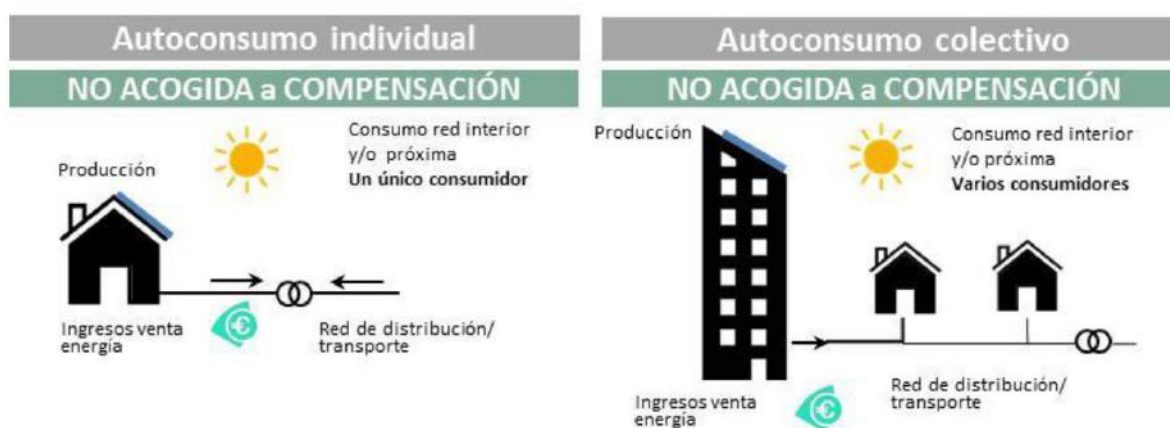 Autoconsumo individual
NO ACOGIDA a COMPENSACIÓN
Producción
Consumo red interior
y/o próxima
Un único consumidor
Ingresos venta
energía
€
Red de distribución/
transporte
Autoconsumo colectivo
NO ACOGIDA a COMPENSACIÓN
Producción
Consumo red interior
y/o próxima
Varios consumidores
Ingresos venta
energía
€
Red de distribución/
transporte